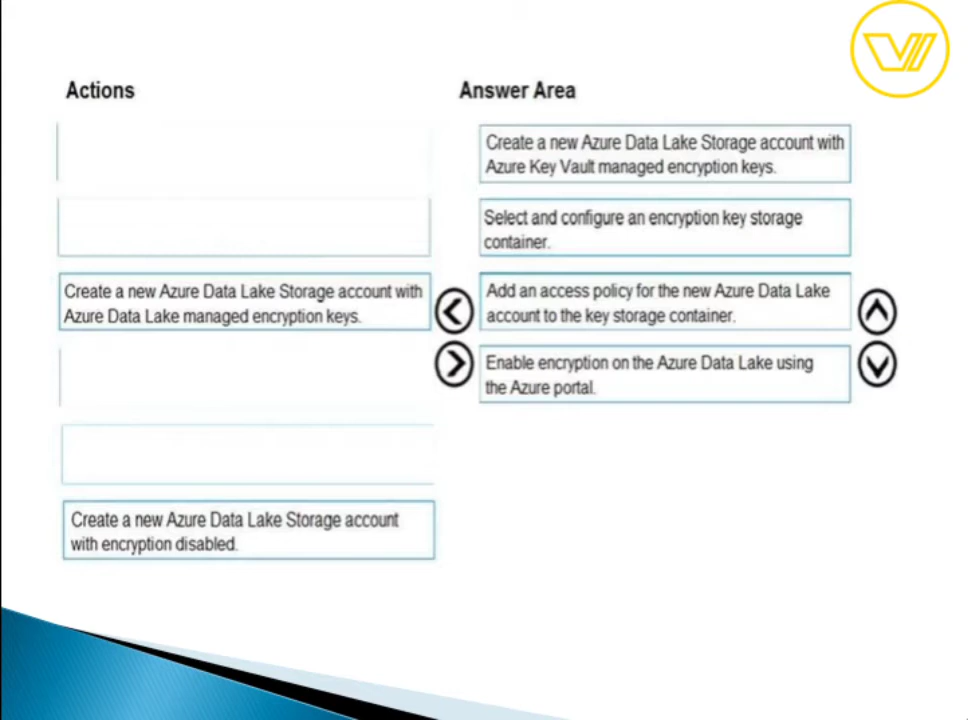 Actions
Answer Area
Create a new Azure Data Lake Storage account with
Azure Key Vault managed encryption keys.
Select and configure an encryption key storage
container.
Create a new Azure Data Lake Storage account with
Azure Data Lake managed encryption keys.
Add an access policy for the new Azure Data Lake
account to the key storage container.
Enable encryption on the Azure Data Lake using
the Azure portal.
Create a new Azure Data Lake Storage account
with encryption disabled.